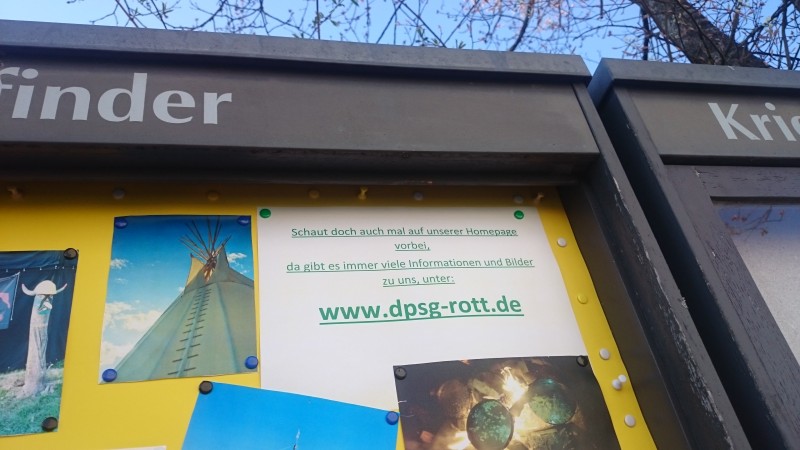 finder
Schaut doch auch mal auf unserer Homepage
vorbei,
da gibt es immer viele Informationen und Bilder
zu uns, unter:
www.dpsg-rott.de